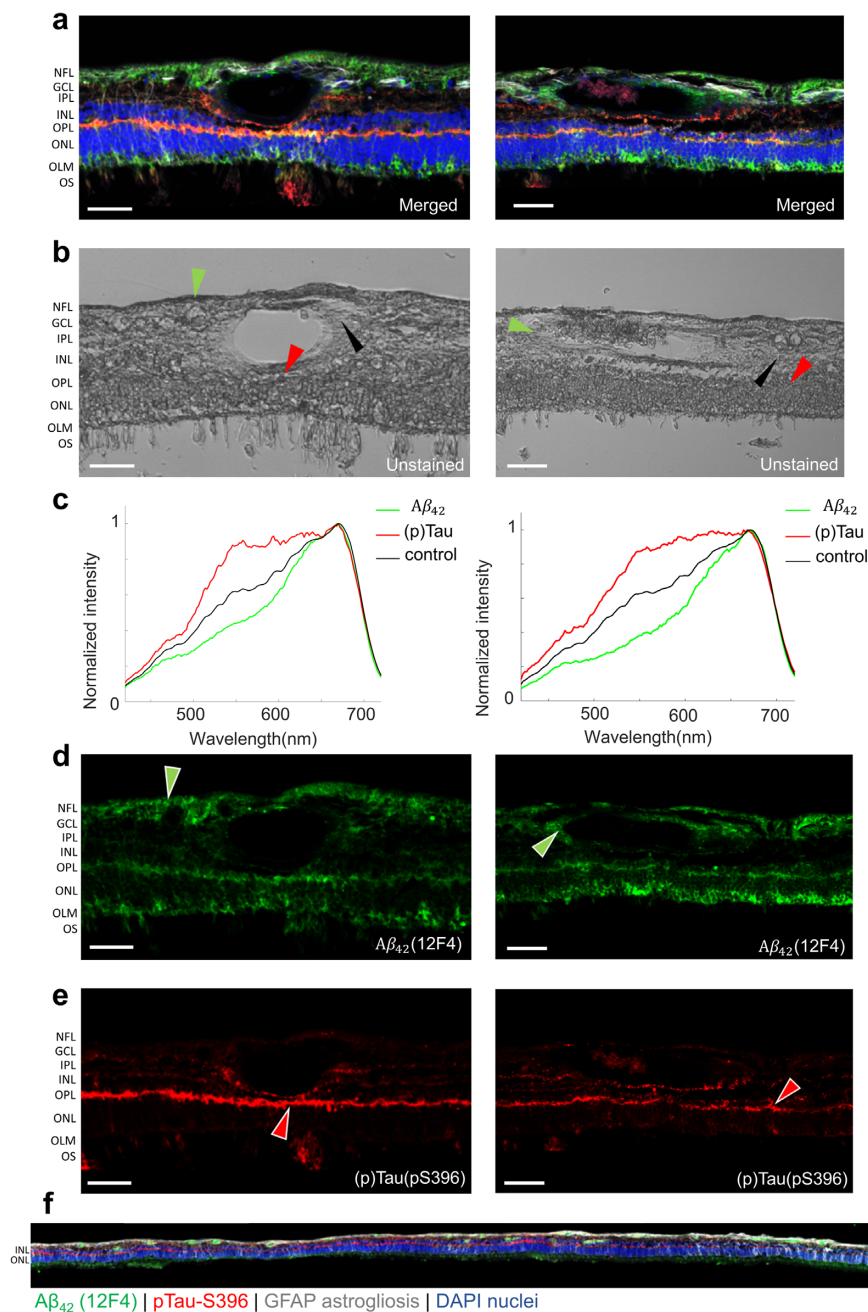 a
NFL
GCL
IPL
INL
OPL
ONL
OLM
OS
Merged
Merged
b
NFL
GCL
IPL
INL
OPL
ONL
OLM
OS
Unstained
Unstained
c
1
Normalized intensity
0
500
600
700
Wavelength(nm)
Aβ₄₂
(p)Tau
control
1
Normalized intensity
0
500
600
700
Wavelength(nm)
Aβ₄₂
(p)Tau
control
d
NFL
GCL
IPL
INL
OPL
ONL
OLM
OS
Aβ₄₂(12F4)
Aβ₄₂(12F4)
e
NFL
GCL
IPL
INL
OPL
ONL
OLM
OS
(p)Tau(pS396)
(p)Tau(pS396)
f
INL
ONL
Aβ₄₂ (12F4) | pTau-S396 | GFAP astrogliosis | DAPI nuclei